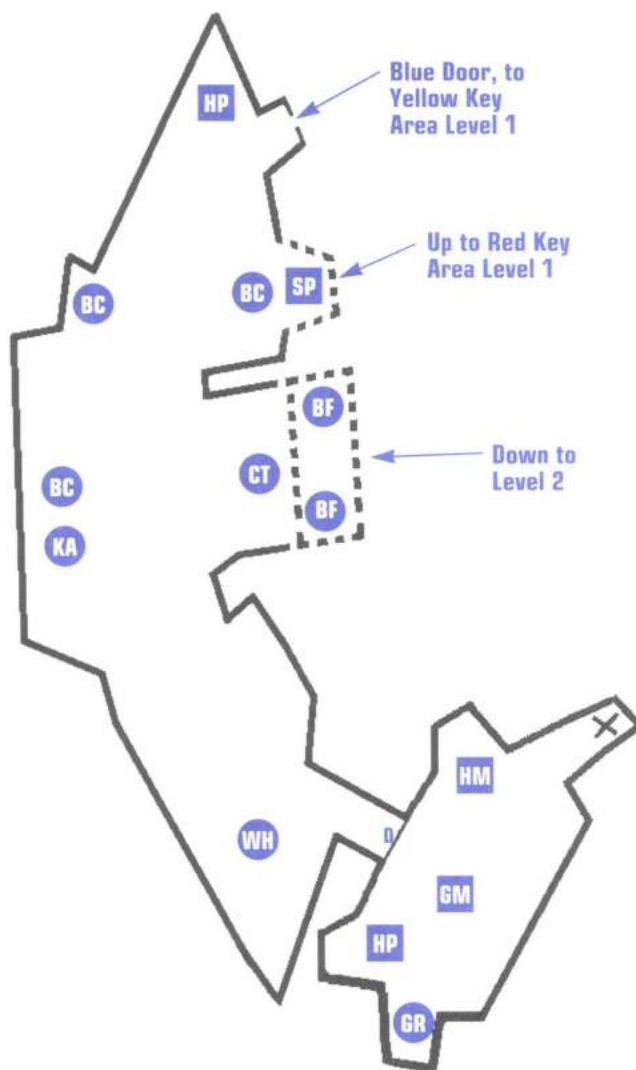 Blue Door, to
Yellow Key
Area Level 1
HP
Up to Red Key
Area Level 1
BC
BC
SP
BF
BC
CT
Down to
Level 2
BF
KA
X
HM
WH
D
GM
HP
GR